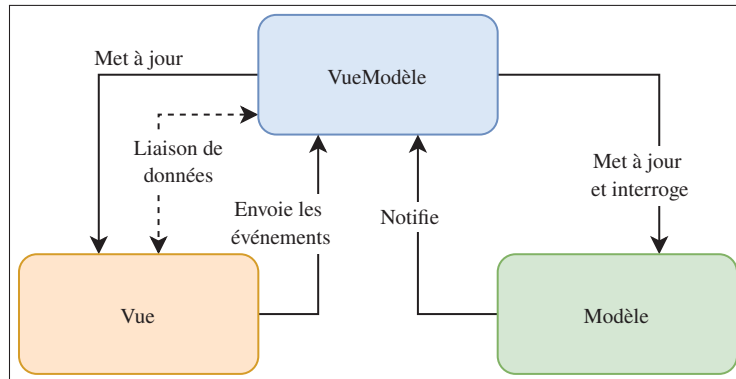 Met à jour
VueModèle
Liaison de
données
Met à jour
et interroge
Envoie les
événements
Notifie
Vue
Modèle